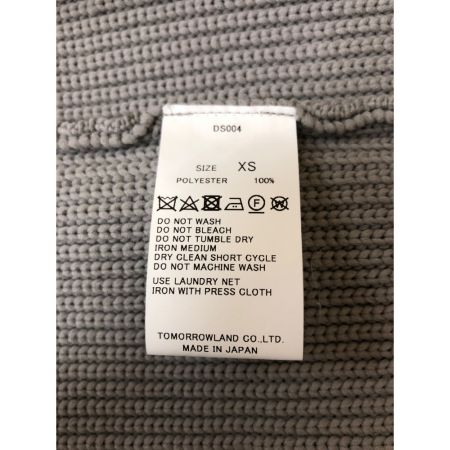 DS004
SIZE XS
POLYESTER 100%
DO NOT WASH
DO NOT BLEACH
DO NOT TUMBLE DRY
IRON MEDIUM
DRY CLEAN SHORT CYCLE
DO NOT MACHINE WASH
USE LAUNDRY NET
IRON WITH PRESS CLOTH
TOMORROWLAND CO.,LTD.
MADE IN JAPAN